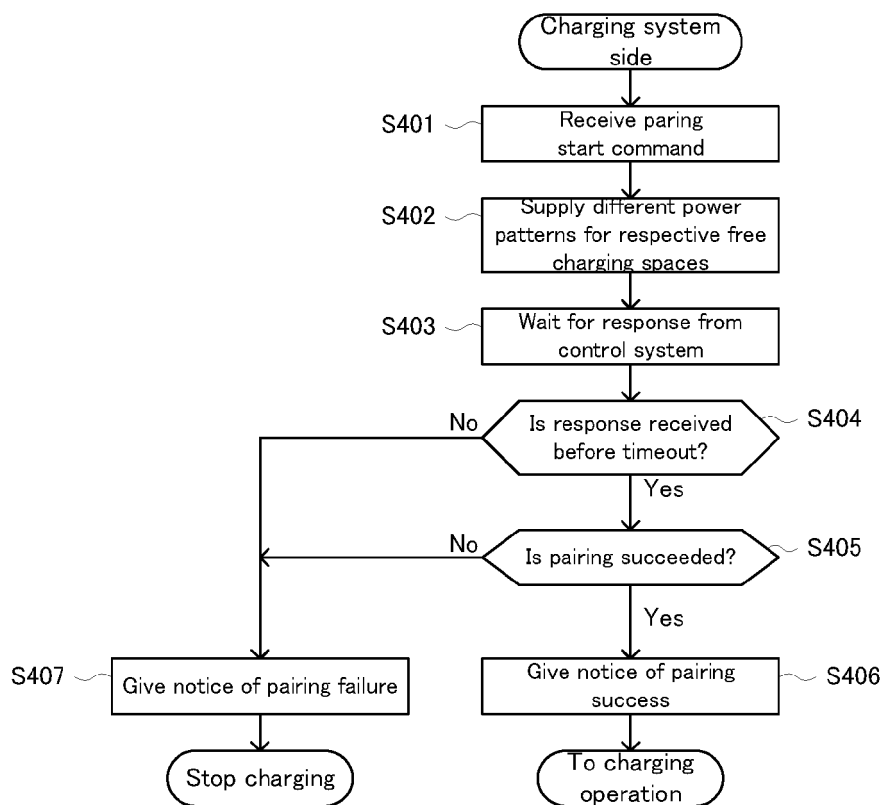 Charging system
side
S401
Receive paring
start command
S402
Supply different power
patterns for respective free
charging spaces
S403
Wait for response from
control system
No
Is response received
before timeout?
S404
Yes
No
Is pairing succeeded?
S405
Yes
S407
Give notice of pairing failure
Give notice of pairing
success
S406
Stop charging
To charging
operation